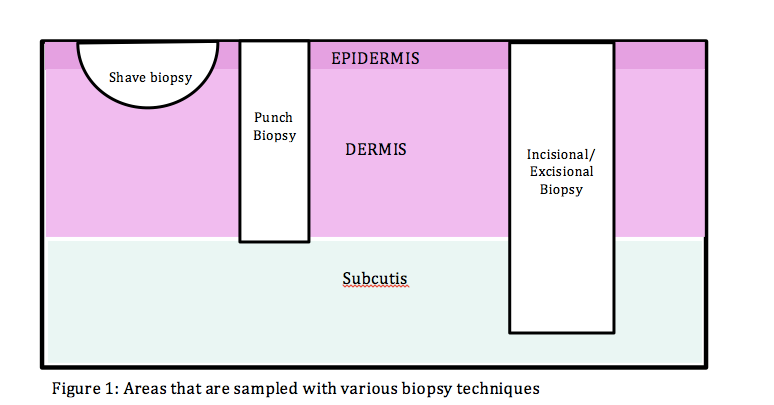 EPIDERMIS
Shave biopsy
Punch
Biopsy
DERMIS
Incisional/
Excisional
Biopsy
Subcutis
Figure 1: Areas that are sampled with various biopsy techniques